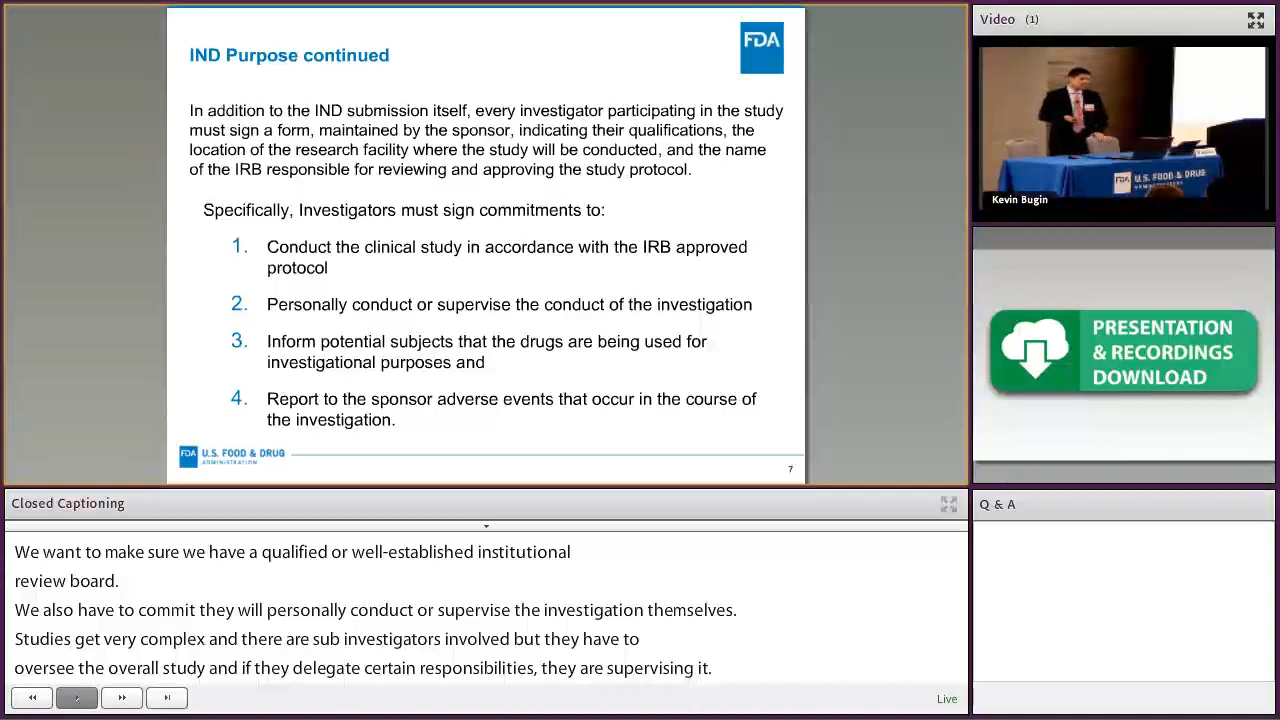 IND Purpose continued
FDA
In addition to the IND submission itself, every investigator participating in the study
must sign a form, maintained by the sponsor, indicating their qualifications, the
location of the research facility where the study will be conducted, and the name
of the IRB responsible for reviewing and approving the study protocol.
Specifically, Investigators must sign commitments to:
1. Conduct the clinical study in accordance with the IRB approved
protocol
2. Personally conduct or supervise the conduct of the investigation
3. Inform potential subjects that the drugs are being used for
investigational purposes and
4. Report to the sponsor adverse events that occur in the course of
the investigation.
FDA U.S. FOOD & DRUG
ADMINISTRATION
7
Video (1)
FDA U.S. FOOD & DRUG
ADMINISTRATION
Kevin Bugin
PRESENTATION
& RECORDINGS
DOWNLOAD
Closed Captioning
We want to make sure we have a qualified or well-established institutional
review board.
We also have to commit they will personally conduct or supervise the investigation themselves.
Studies get very complex and there are sub investigators involved but they have to
oversee the overall study and if they delegate certain responsibilities, they are supervising it.
Live
Q & A